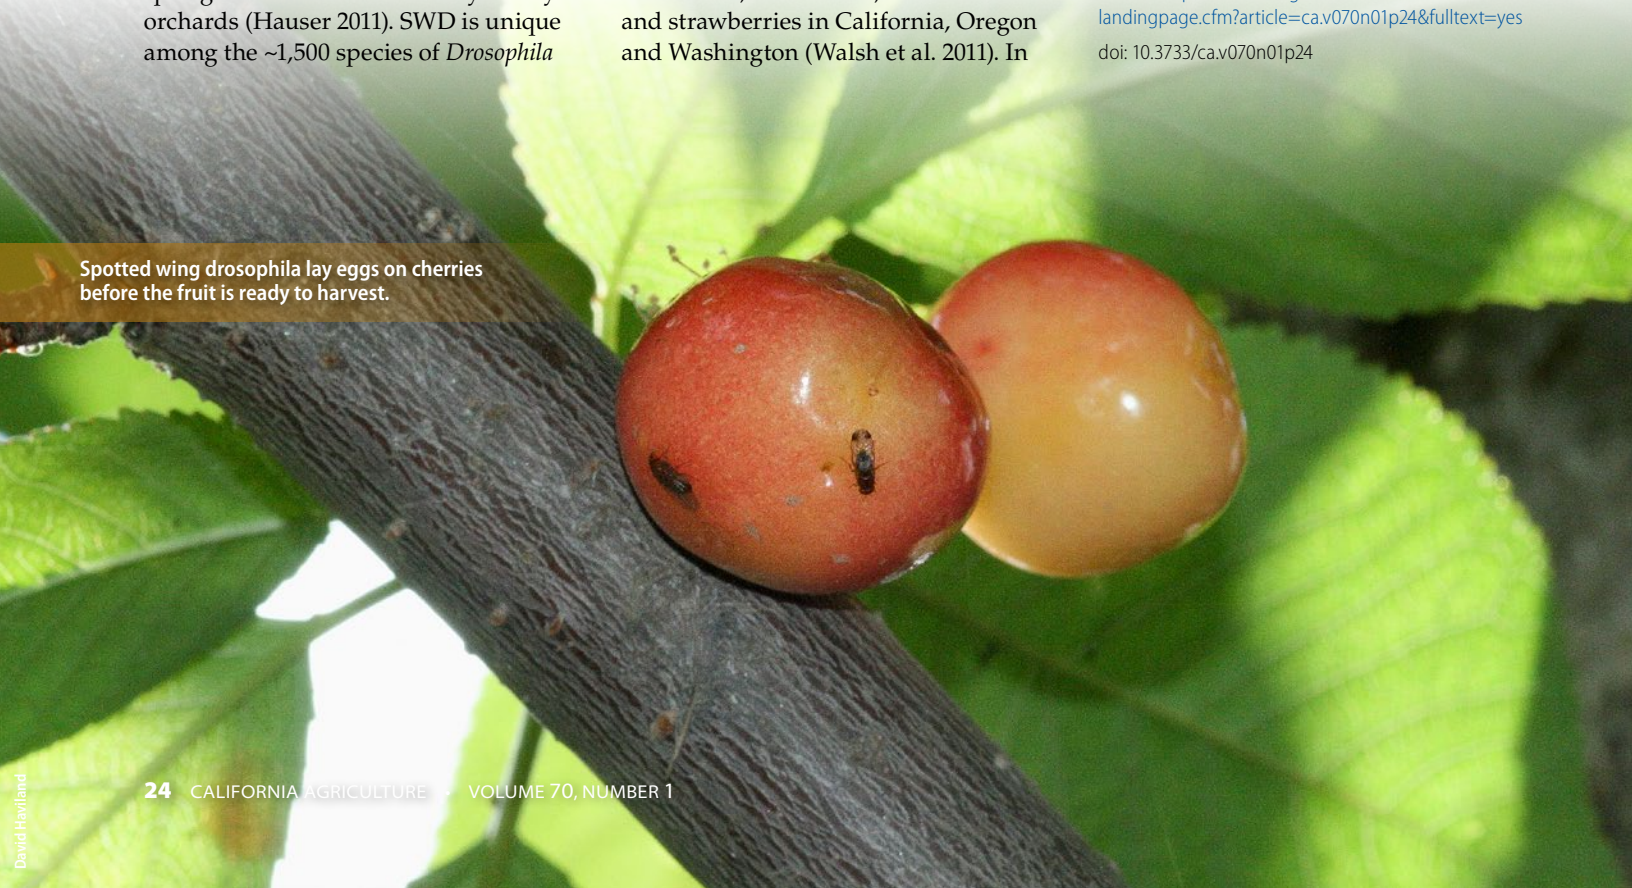 orchards (Hauser 2011). SWD is unique
among the ~1,500 species of Drosophila
and strawberries in California, Oregon
and Washington (Walsh et al. 2011). In
landingpage.cfm?article=ca.v070n01p24&fulltext=yes
doi: 10.3733/ca.v070n01p24
Spotted wing drosophila lay eggs on cherries
before the fruit is ready to harvest.
24 CALIFORNIA AGRICULTURE • VOLUME 70, NUMBER 1
David Haviland